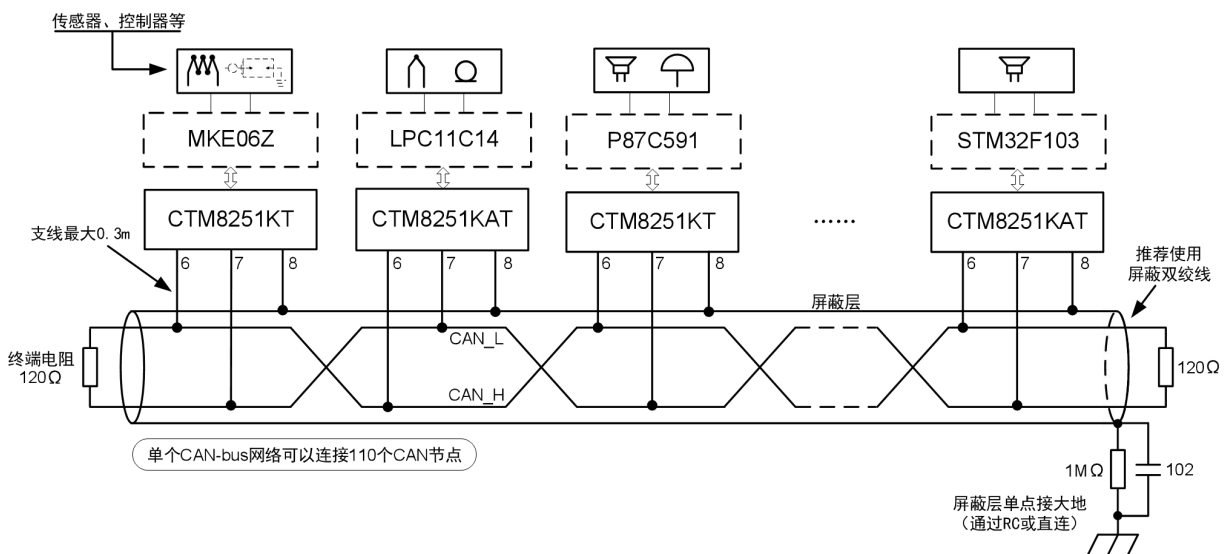 传感器、控制器等
MKE06Z
LPC11C14
P87C591
STM32F103
CTM8251KT
CTM8251KAT
CTM8251KT
……
CTM8251KAT
支线最大0.3m
6 7 8
6 7 8
6 7 8
6 7 8
推荐使用
屏蔽双绞线
屏蔽层
CAN_L
终端电阻
120Ω
120Ω
CAN_H
单个CAN-bus网络可以连接110个CAN节点
1MΩ
102
屏蔽层单点接大地
（通过RC或直连）